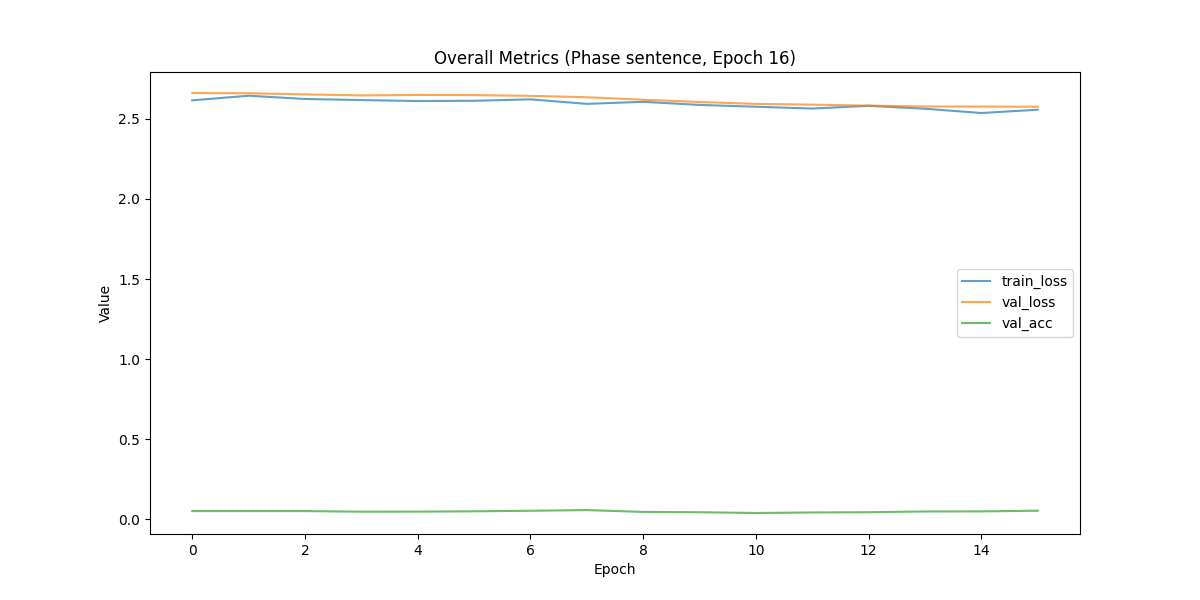 Overall Metrics (Phase sentence, Epoch 16)
2.5
2.0
1.5
1.0
0.5
0.0
Value
train_loss
val_loss
val_acc
0 2 4 6 8 10 12 14
Epoch